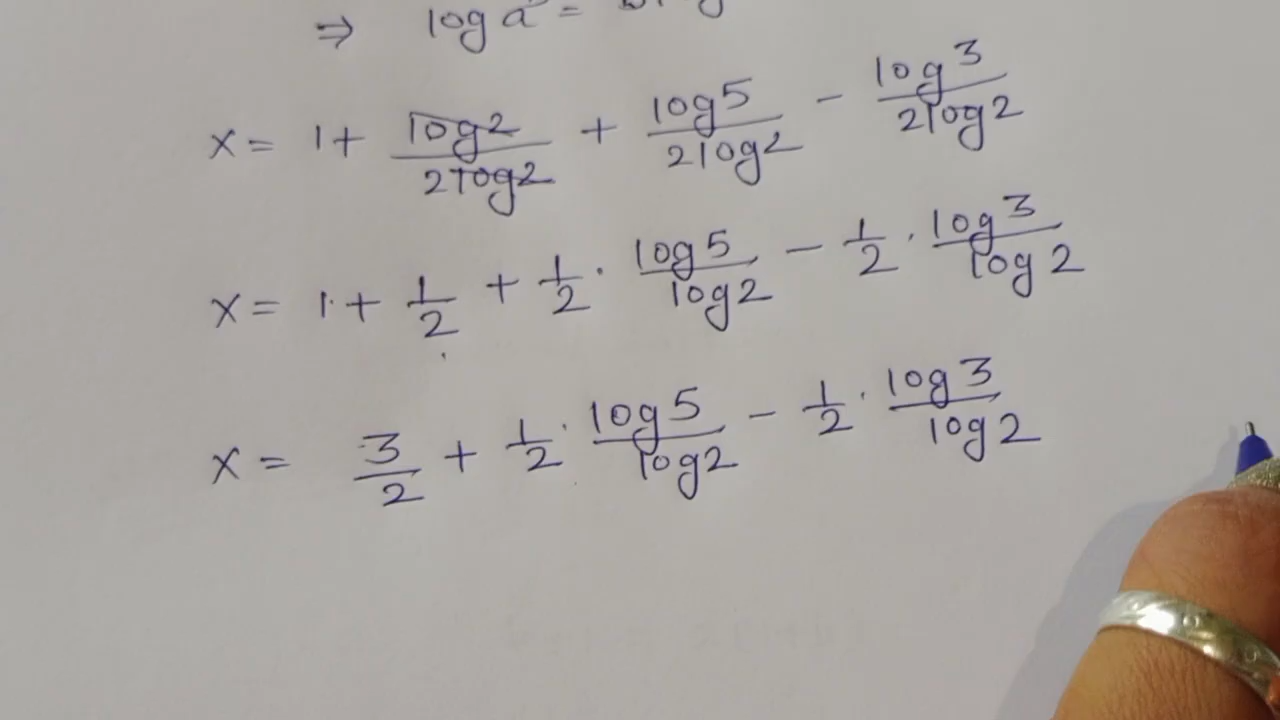 ⇒ log a =
x = 1 + log2/2log2 + log5/2log2 - log3/2log2
x = 1 + 1/2 + 1/2 · log5/log2 - 1/2 · log3/log2
x = 3/2 + 1/2 · log5/log2 - 1/2 · log3/log2